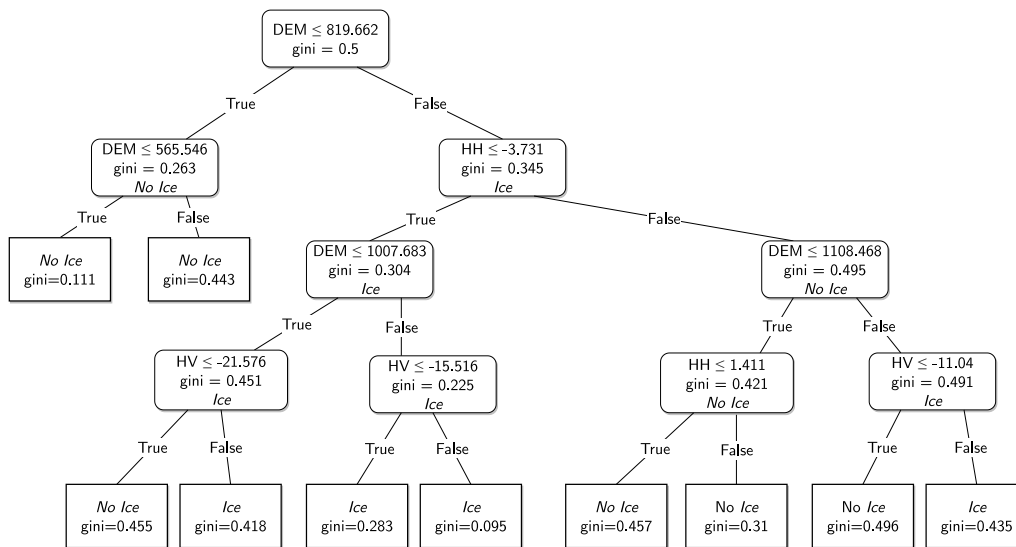 DEM ≤ 819.662
gini = 0.5
True
False
DEM ≤ 565.546
gini = 0.263
No Ice
HH ≤ -3.731
gini = 0.345
Ice
True
False
True
False
No Ice
gini=0.111
No Ice
gini=0.443
DEM ≤ 1007.683
gini = 0.304
Ice
DEM ≤ 1108.468
gini = 0.495
No Ice
True
False
True
False
HV ≤ -21.576
gini = 0.451
Ice
HV ≤ -15.516
gini = 0.225
Ice
HH ≤ 1.411
gini = 0.421
No Ice
HV ≤ -11.04
gini = 0.491
Ice
True
False
True
False
True
False
True
False
No Ice
gini=0.455
Ice
gini=0.418
Ice
gini=0.283
Ice
gini=0.095
No Ice
gini=0.457
No Ice
gini=0.31
No Ice
gini=0.496
Ice
gini=0.435